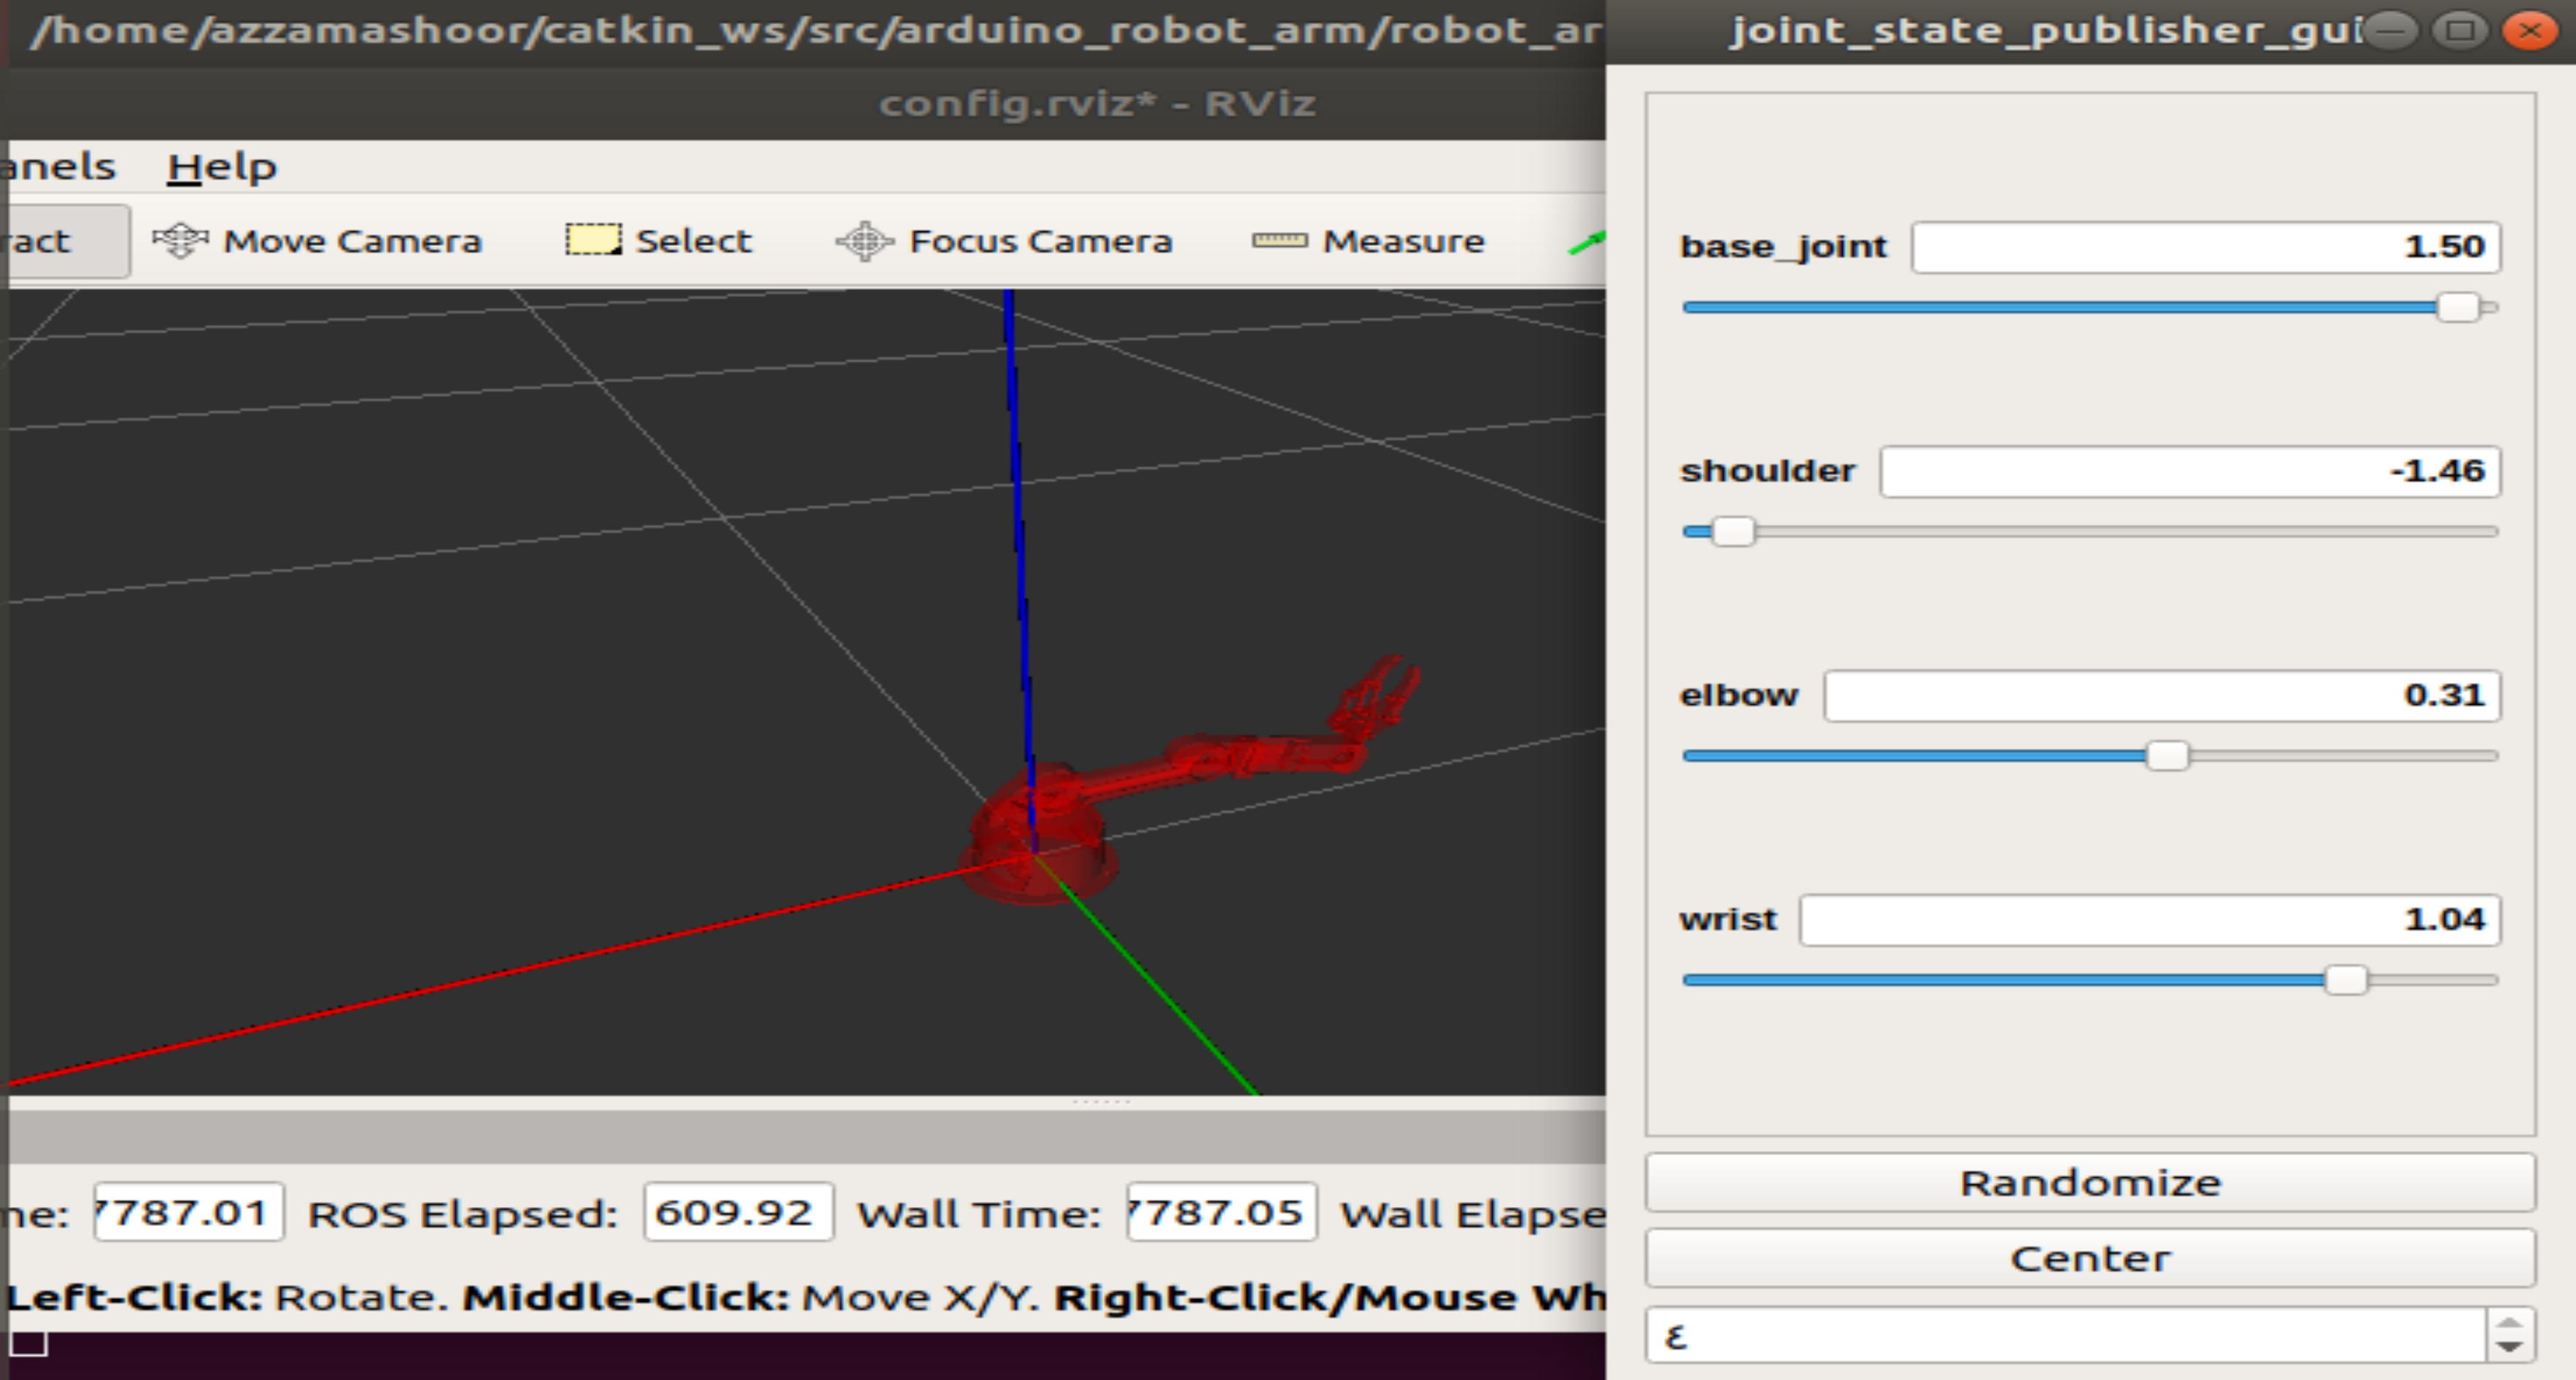 /home/azzamashoor/catkin_ws/src/arduino_robot_arm/robot_ar
config.rviz* - RViz
anels Help
ract Move Camera Select Focus Camera Measure
ne: 7787.01 ROS Elapsed: 609.92 Wall Time: 7787.05 Wall Elapse
Left-Click: Rotate. Middle-Click: Move X/Y. Right-Click/Mouse Wh
joint_state_publisher_gui
base_joint 1.50
shoulder -1.46
elbow 0.31
wrist 1.04
Randomize
Center
٤